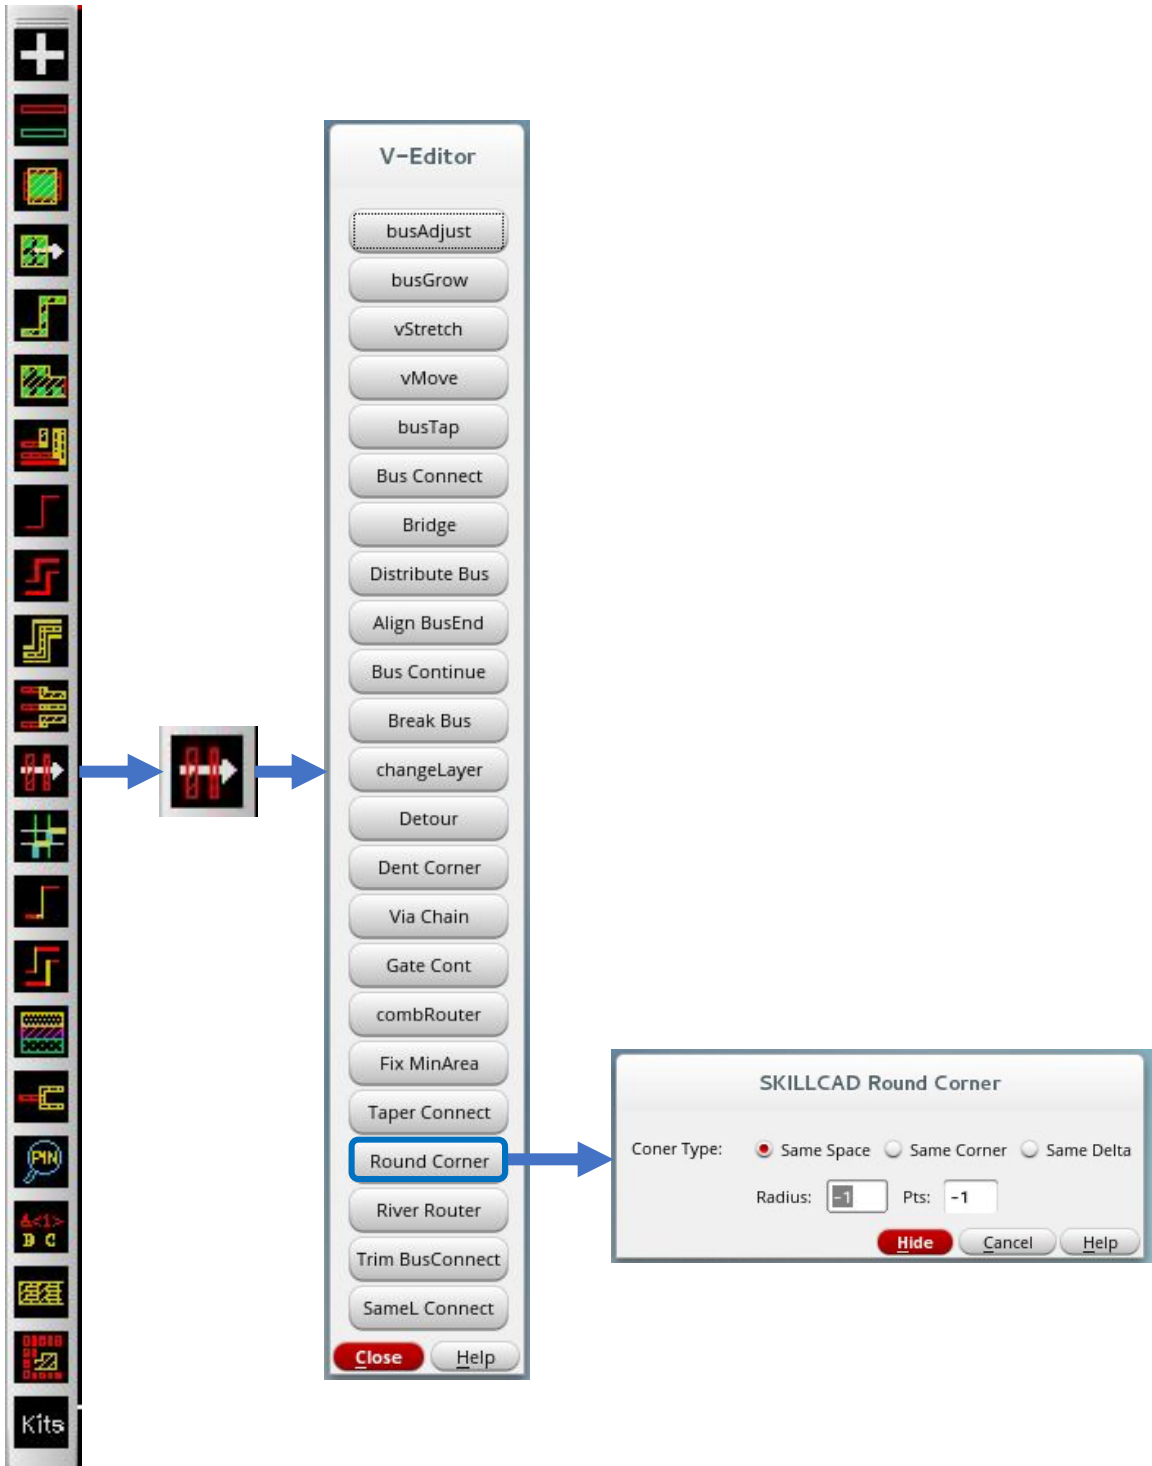 V-Editor
busAdjust
busGrow
vStretch
vMove
busTap
Bus Connect
Bridge
Distribute Bus
Align BusEnd
Bus Continue
Break Bus
changeLayer
Detour
Dent Corner
Via Chain
Gate Cont
combRouter
Fix MinArea
Taper Connect
Round Corner
River Router
Trim BusConnect
SameL Connect
Close Help
SKILLCAD Round Corner
Coner Type: Same Space Same Corner Same Delta
Radius: -1 Pts: -1
Hide Cancel Help
PIN
A<1>
B C
Kits